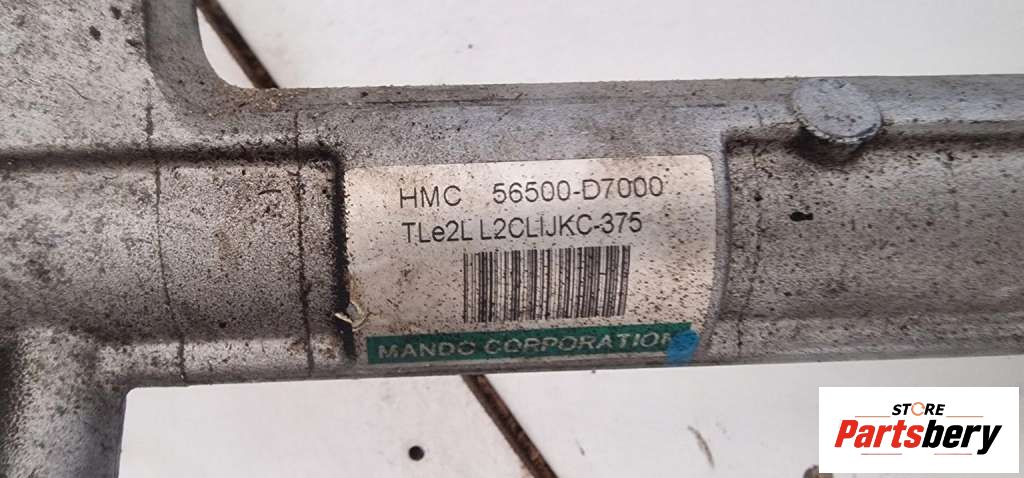 HMC 56500-D7000
TLe2L L2CLIJKC-375
MANDO CORPORATION
STORE
Partsbery